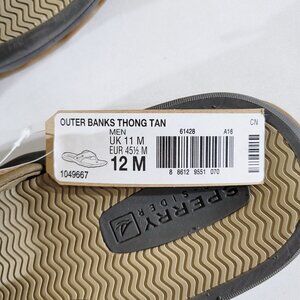 OUTER BANKS THONG TAN
CN
MEN
61428
A16
UK 11 M
EUR 45½ M
12 M
1049667
8 8612 9551 070
SPERRY
SIDER